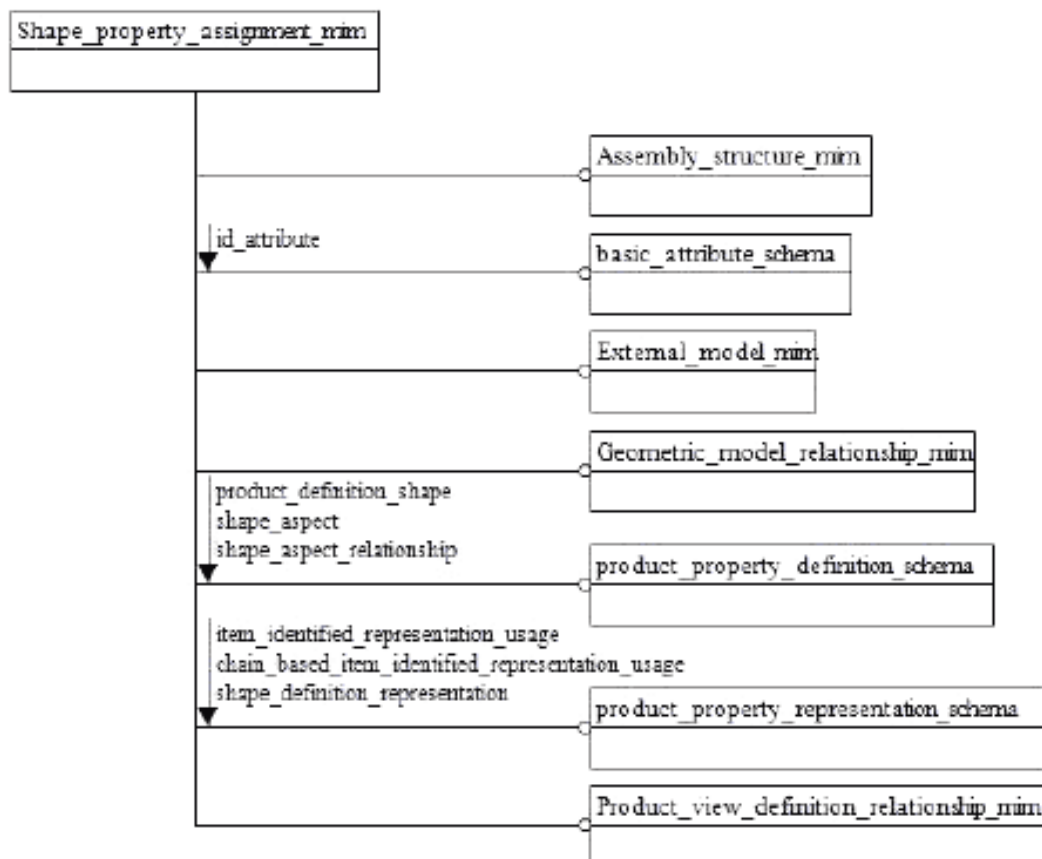 Shape_property_assignment_mim
Assembly_structure_mim
id_attribute
basic_attribute_schema
External_model_mim
Geometric_model_relationship_mim
product_definition_shape
shape_aspect
shape_aspect_relationship
product_property_definition_schema
item_identified_representation_usage
chain_based_item_identified_representation_usage
shape_definition_representation
product_property_representation_schema
Product_view_definition_relationship_mim